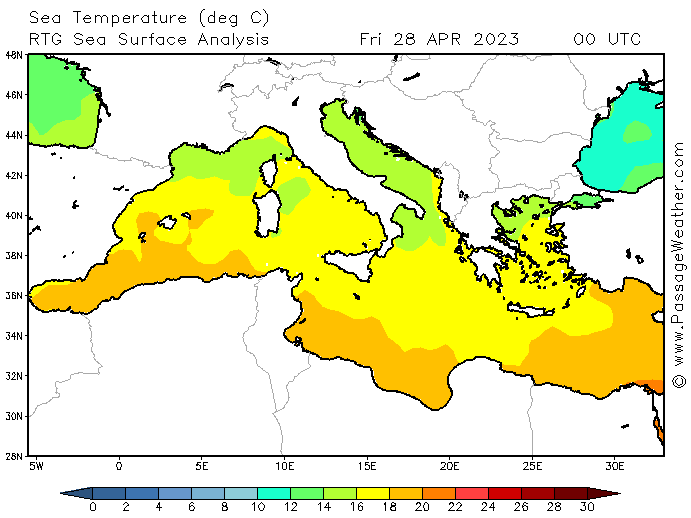 Sea Temperature (deg C)
RTG Sea Surface Analysis Fri 28 APR 2023 00 UTC
48N
46N
44N
42N
40N
38N
36N
34N
32N
30N
28N
5W 0 5E 10E 15E 20E 25E 30E
0 2 4 6 8 10 12 14 16 18 20 22 24 26 28 30
© www.PassageWeather.com